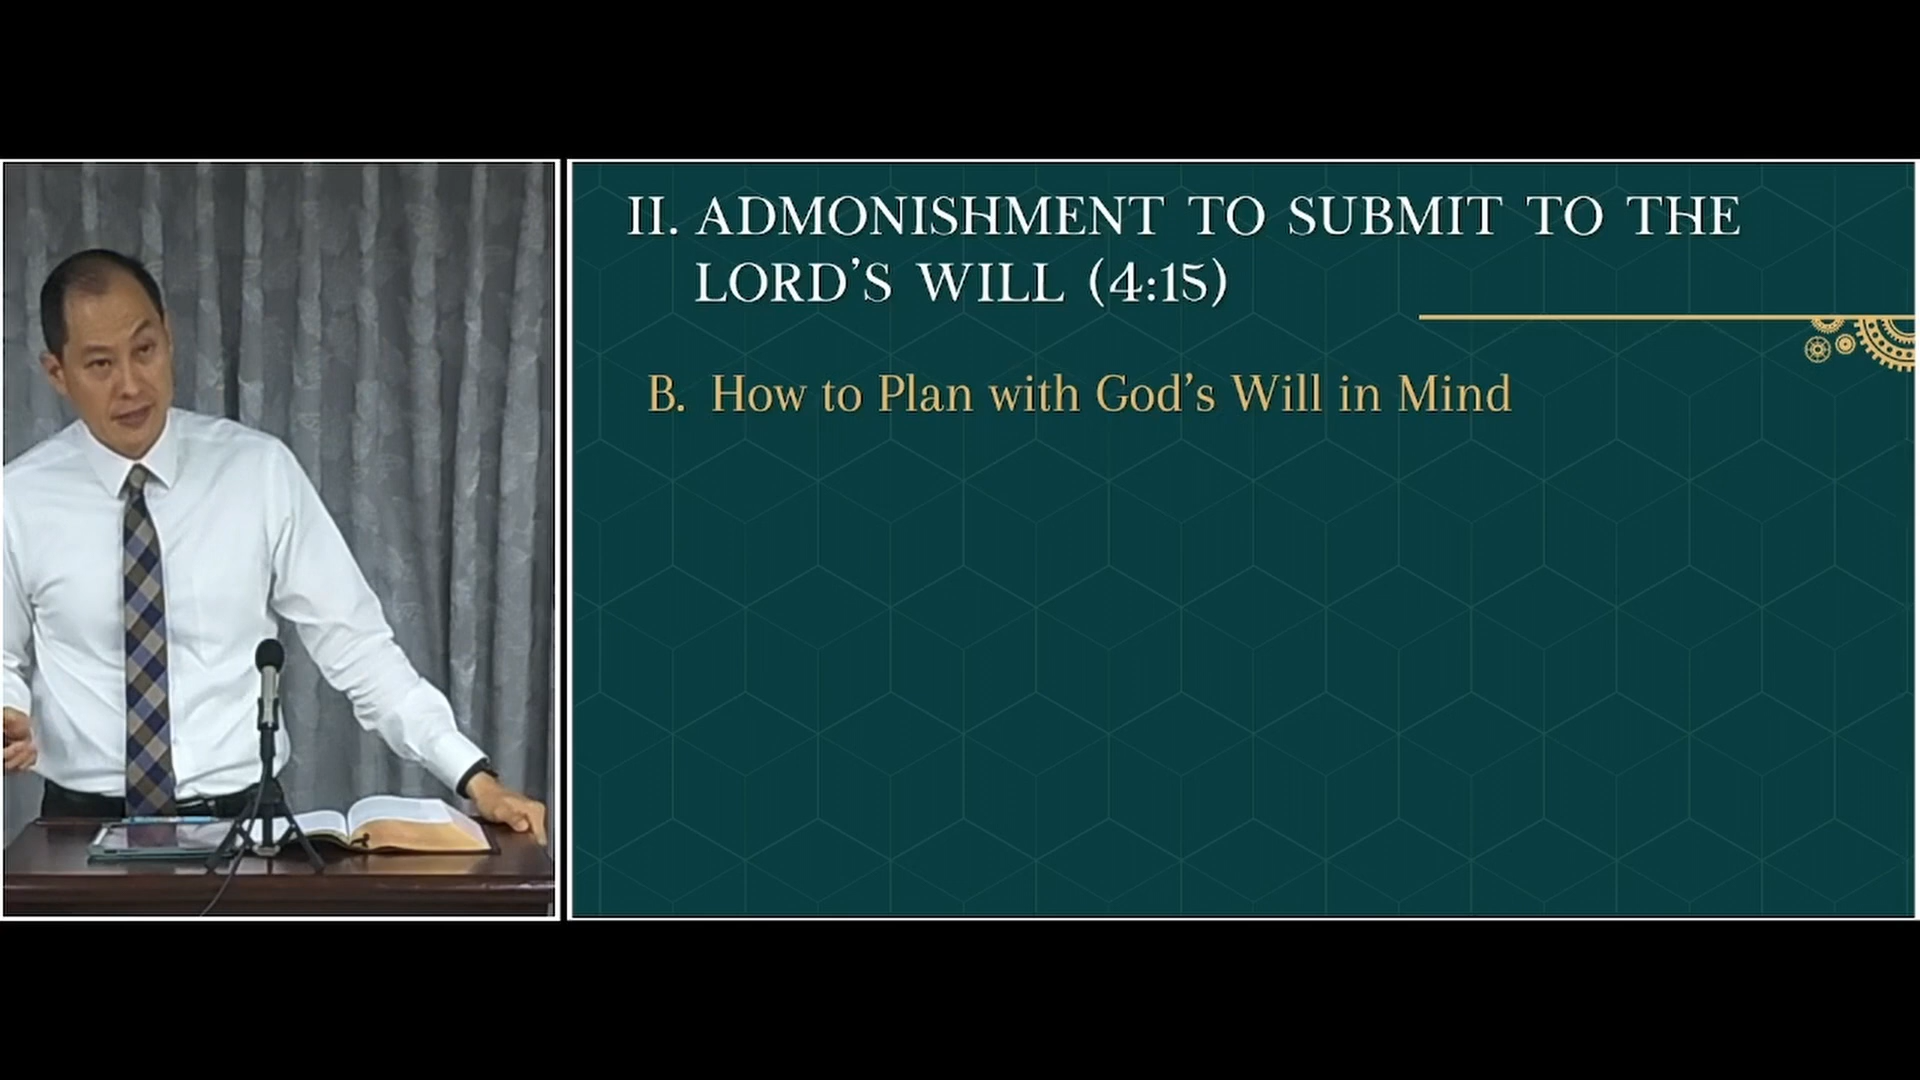 II. ADMONISHMENT TO SUBMIT TO THE
LORD’S WILL (4:15)
B. How to Plan with God’s Will in Mind